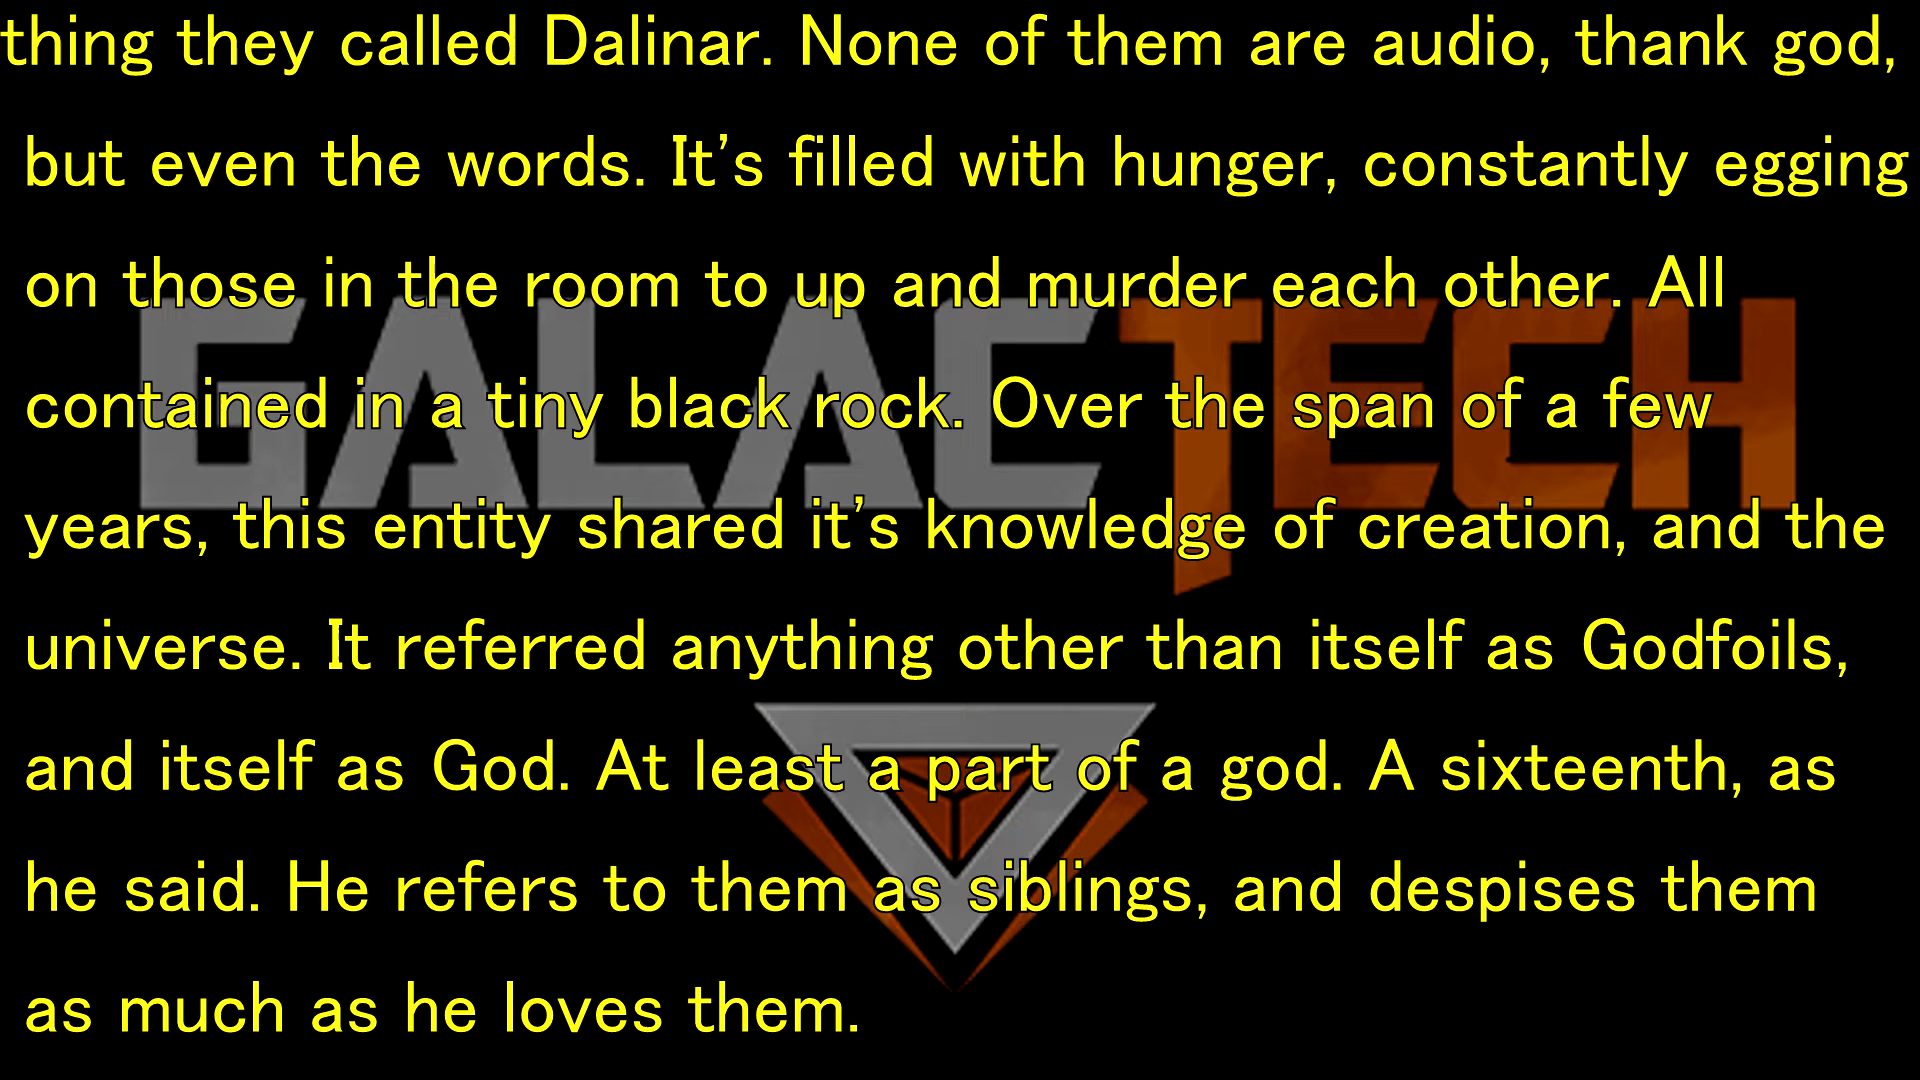 thing they called Dalinar. None of them are audio, thank god,
but even the words. It’s filled with hunger, constantly egging
on those in the room to up and murder each other. All
contained in a tiny black rock. Over the span of a few
years, this entity shared it’s knowledge of creation, and the
universe. It referred anything other than itself as Godfoils,
and itself as God. At least a part of a god. A sixteenth, as
he said. He refers to them as siblings, and despises them
as much as he loves them.
GALACTECH